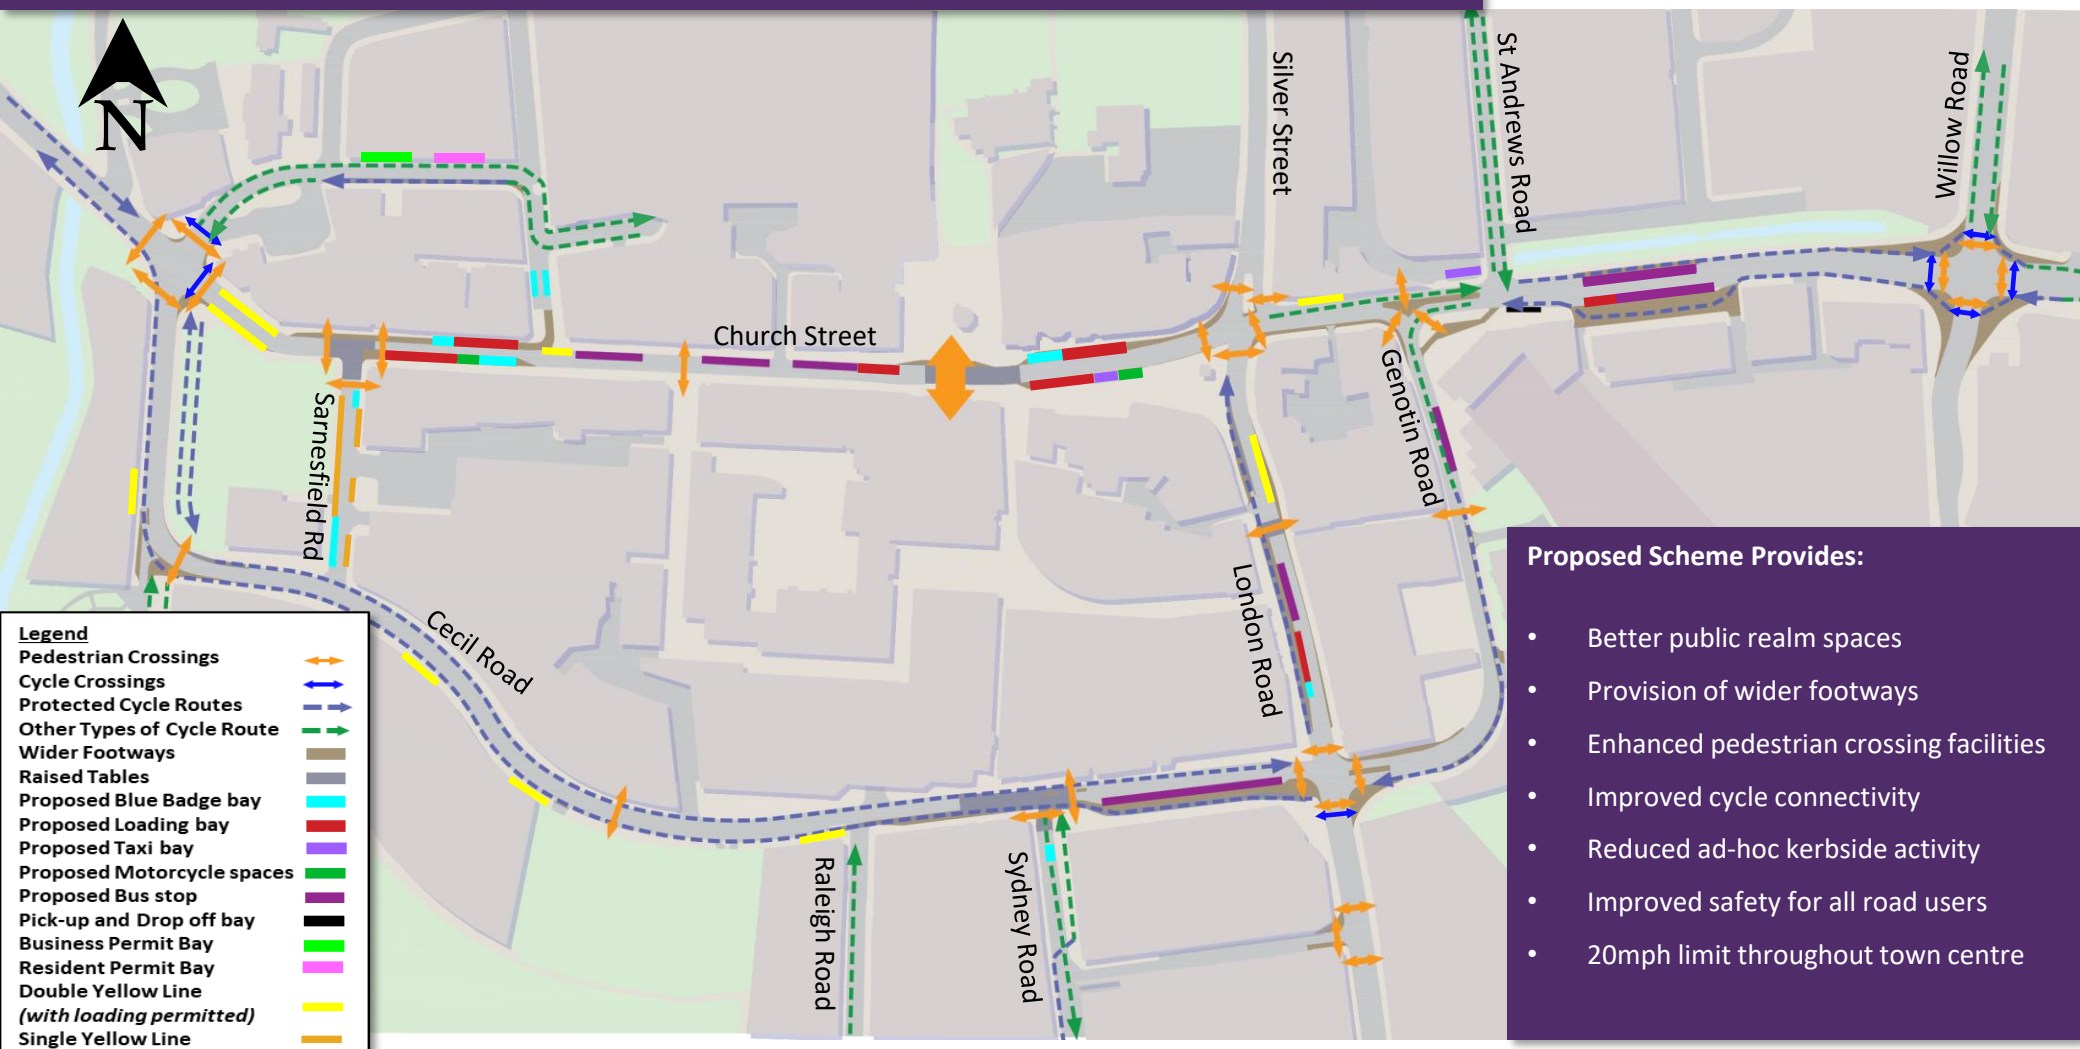 N
Silver Street
St Andrews Road
Willow Road
Church Street
Genotin Road
Sarnesfield Rd
London Road
Cecil Road
Raleigh Road
Sydney Road
Legend
Pedestrian Crossings
Cycle Crossings
Protected Cycle Routes
Other Types of Cycle Route
Wider Footways
Raised Tables
Proposed Blue Badge bay
Proposed Loading bay
Proposed Taxi bay
Proposed Motorcycle spaces
Proposed Bus stop
Pick-up and Drop off bay
Business Permit Bay
Resident Permit Bay
Double Yellow Line
(with loading permitted)
Single Yellow Line
Proposed Scheme Provides:
• Better public realm spaces
• Provision of wider footways
• Enhanced pedestrian crossing facilities
• Improved cycle connectivity
• Reduced ad-hoc kerbside activity
• Improved safety for all road users
• 20mph limit throughout town centre